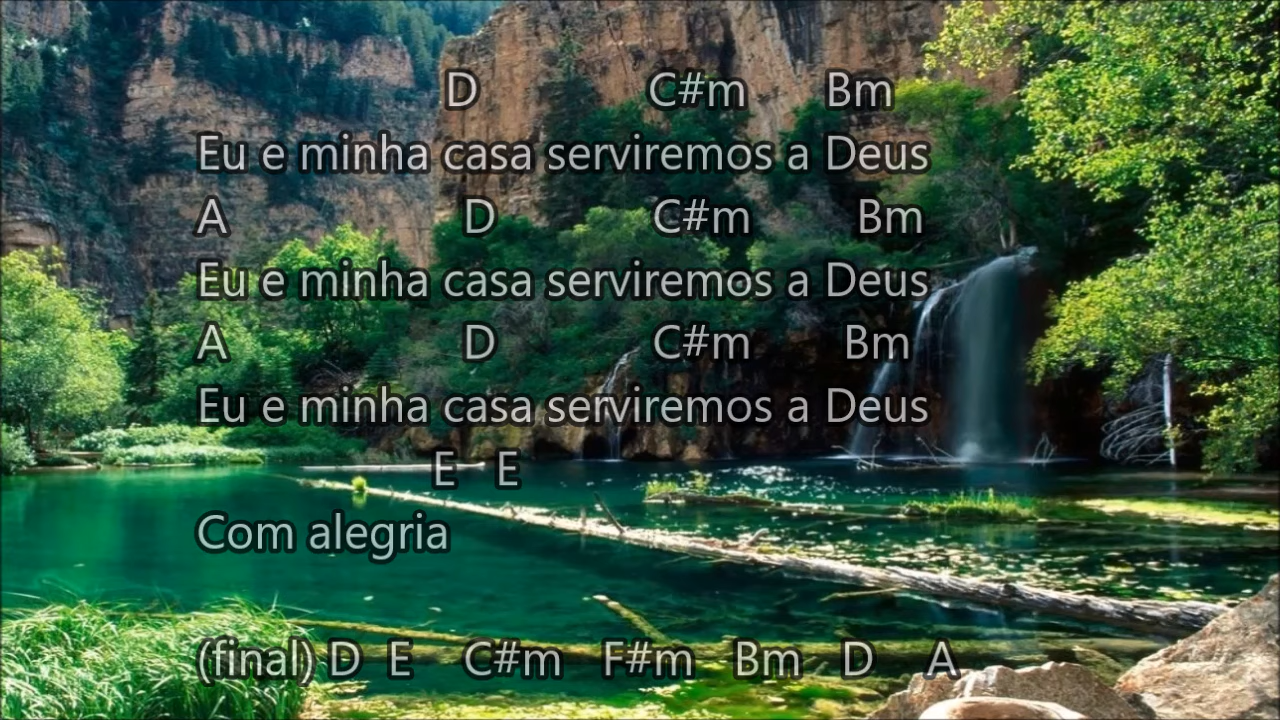 D C#m Bm
Eu e minha casa serviremos a Deus
A D C#m Bm
Eu e minha casa serviremos a Deus
A D C#m Bm
Eu e minha casa serviremos a Deus
E E
Com alegria
(final) D E C#m F#m Bm D A